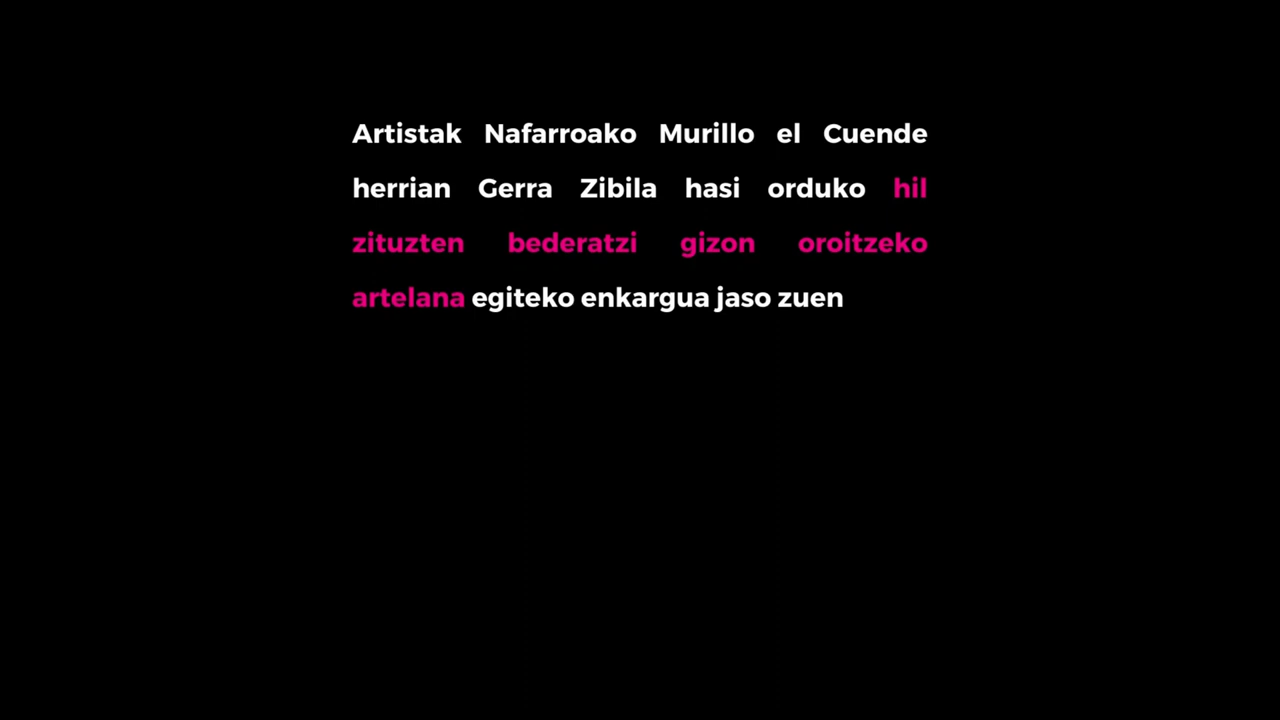 Artistak Nafarroako Murillo el Cuende
herrian Gerra Zibila hasi orduko hil
zituzten bederatzi gizon oroitzeko
artelana egiteko enkargua jaso zuen